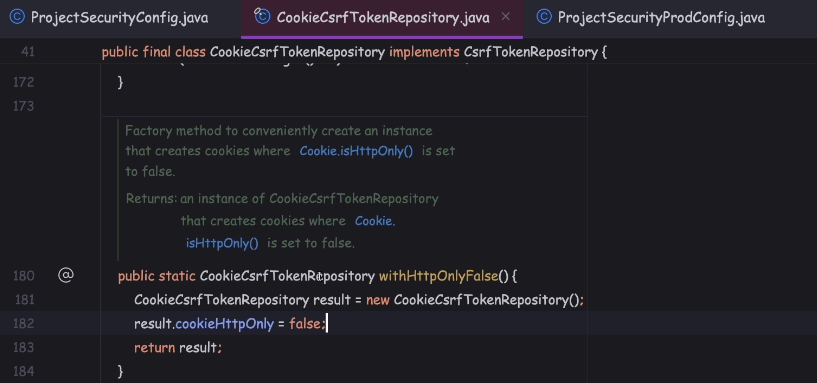 ProjectSecurityConfig.java
CookieCsrfTokenRepository.java
ProjectSecurityProdConfig.java
41 public final class CookieCsrfTokenRepository implements CsrfTokenRepository {
172 }
173
Factory method to conveniently create an instance
that creates cookies where Cookie.isHttpOnly() is set
to false.
Returns: an instance of CookieCsrfTokenRepository
that creates cookies where Cookie.
isHttpOnly() is set to false.
180 @ public static CookieCsrfTokenRepository withHttpOnlyFalse() {
181 CookieCsrfTokenRepository result = new CookieCsrfTokenRepository();
182 result.cookieHttpOnly = false;
183 return result;
184 }